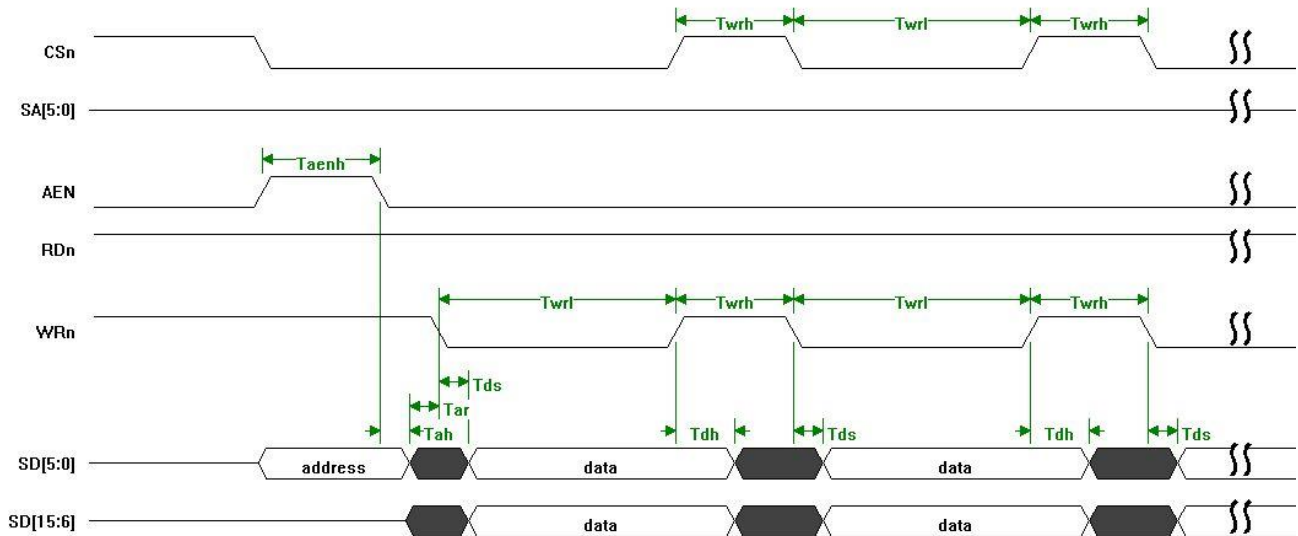 Twrh Twrl Twrh
CSn
SA[5:0]
Taenh
AEN
RDn
Twrl Twrh Twrl Twrh
WRn
Tds
Tar
Tah Tdh Tds Tdh Tds
SD[5:0] address data data
SD[15:6] data data